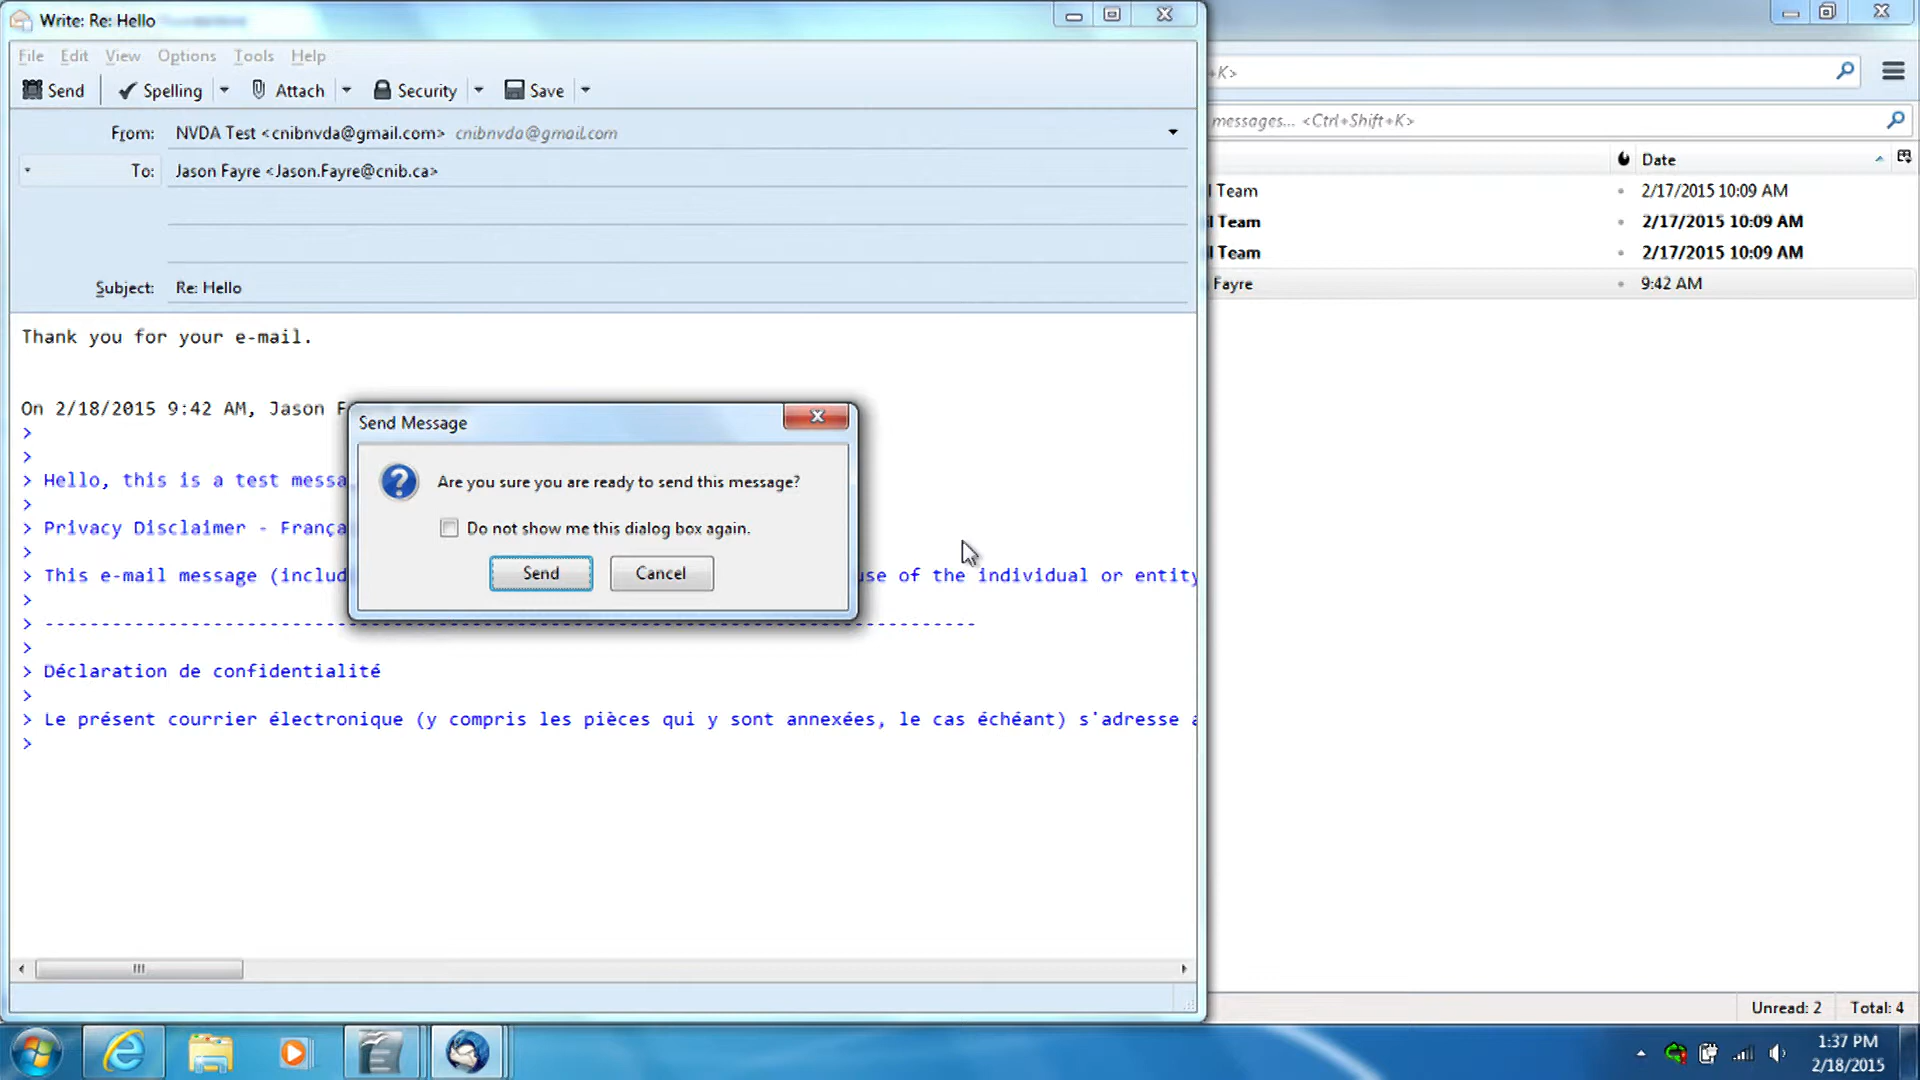 Write: Re: Hello
File Edit View Options Tools Help
Send Spelling Attach Security Save
From: NVDA Test <cnibnvda@gmail.com> cnibnvda@gmail.com
To: Jason Fayre <Jason.Fayre@cnib.ca>
Subject: Re: Hello
Thank you for your e-mail.
On 2/18/2015 9:42 AM, Jason
>
>
> Hello, this is a test messa
>
> Privacy Disclaimer - França
>
> This e-mail message (includ use of the individual or entity
>
> -----------------------------------------------------------------------------------
>
> Déclaration de confidentialité
>
> Le présent courrier électronique (y compris les pièces qui y sont annexées, le cas échéant) s'adresse
>
Send Message
Are you sure you are ready to send this message?
Do not show me this dialog box again.
Send Cancel
+K>
messages... <Ctrl+Shift+K>
Date
l Team 2/17/2015 10:09 AM
l Team 2/17/2015 10:09 AM
l Team 2/17/2015 10:09 AM
Fayre 9:42 AM
Unread: 2 Total: 4
1:37 PM
2/18/2015